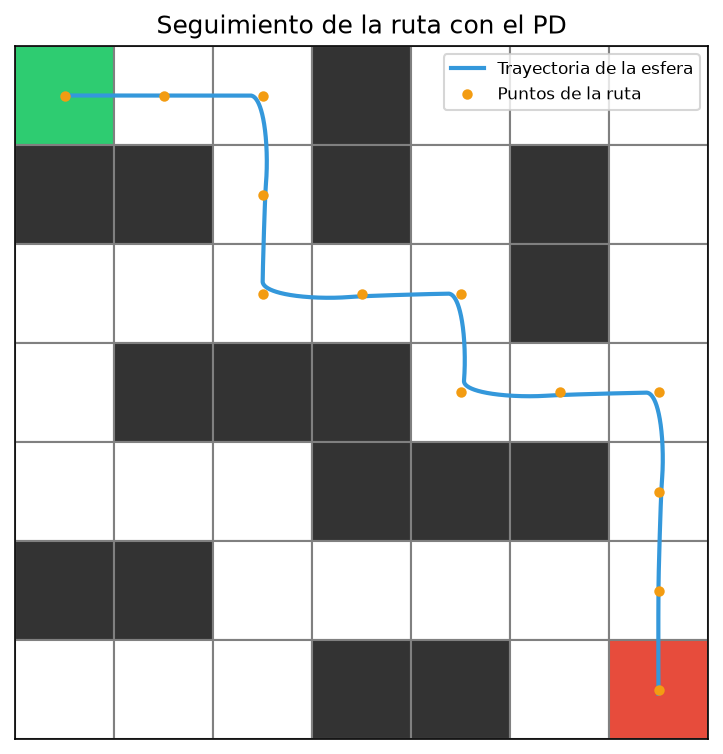 Seguimiento de la ruta con el PD
Trayectoria de la esfera
Puntos de la ruta